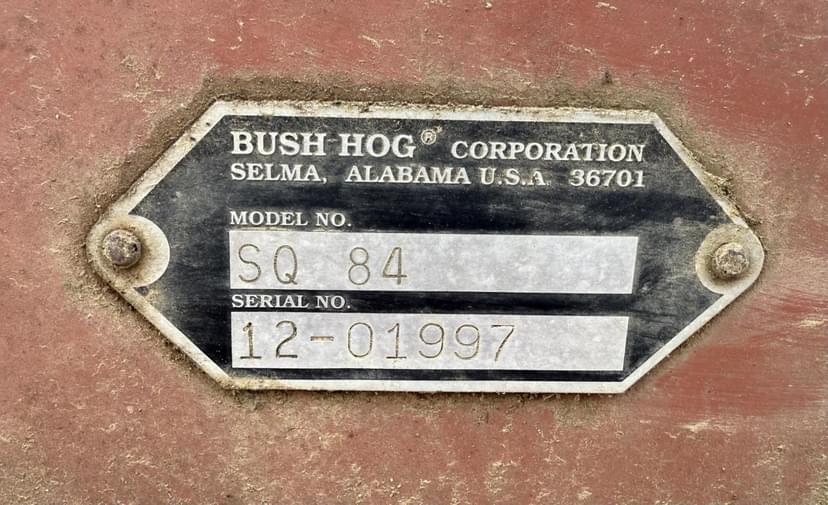 BUSH HOG® CORPORATION
SELMA, ALABAMA U.S.A. 36701
MODEL NO.
SQ 84
SERIAL NO.
12-01997